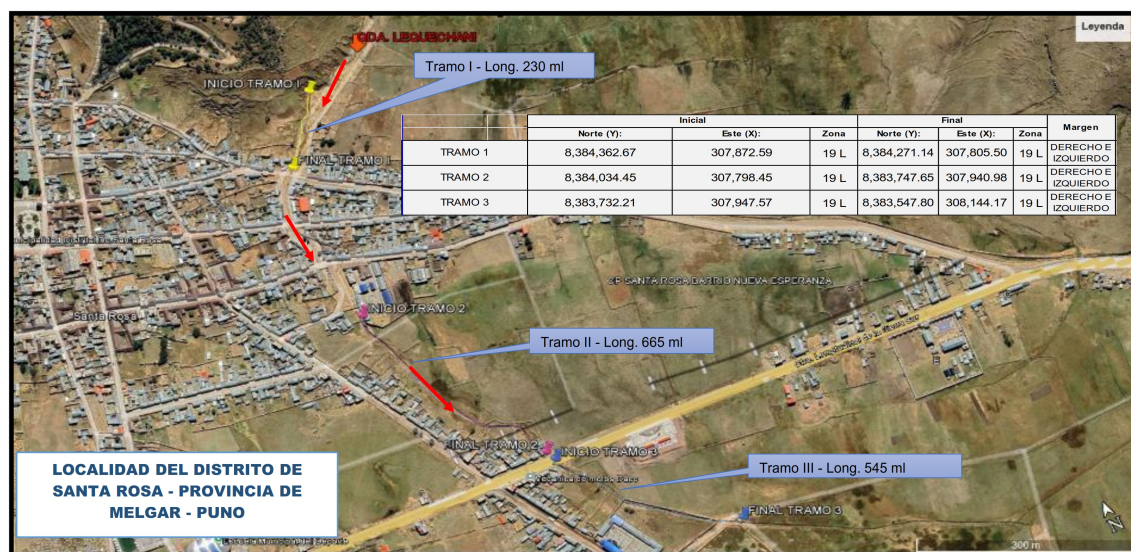 Leyenda
QDA. LEQUECHANI
Tramo I - Long. 230 ml
INICIO TRAMO I
FINAL TRAMO I
Inicial
Final
Margen
Norte (Y):
Este (X):
Zona
Norte (Y):
Este (X):
Zona
TRAMO 1
8,384,362.67
307,872.59
19 L
8,384,271.14
307,805.50
19 L
DERECHO E
IZQUIERDO
TRAMO 2
8,384,034.45
307,798.45
19 L
8,383,747.65
307,940.98
19 L
DERECHO E
IZQUIERDO
TRAMO 3
8,383,732.21
307,947.57
19 L
8,383,547.80
308,144.17
19 L
DERECHO E
IZQUIERDO
CP SANTA ROSA BARRIO NUEVA ESPERANZA
INICIO TRAMO 2
Santa Rosa
Tramo II - Long. 665 ml
FINAL TRAMO 2
INICIO TRAMO 3
Tramo III - Long. 545 ml
FINAL TRAMO 3
LOCALIDAD DEL DISTRITO DE
SANTA ROSA - PROVINCIA DE
MELGAR - PUNO
N
300 m